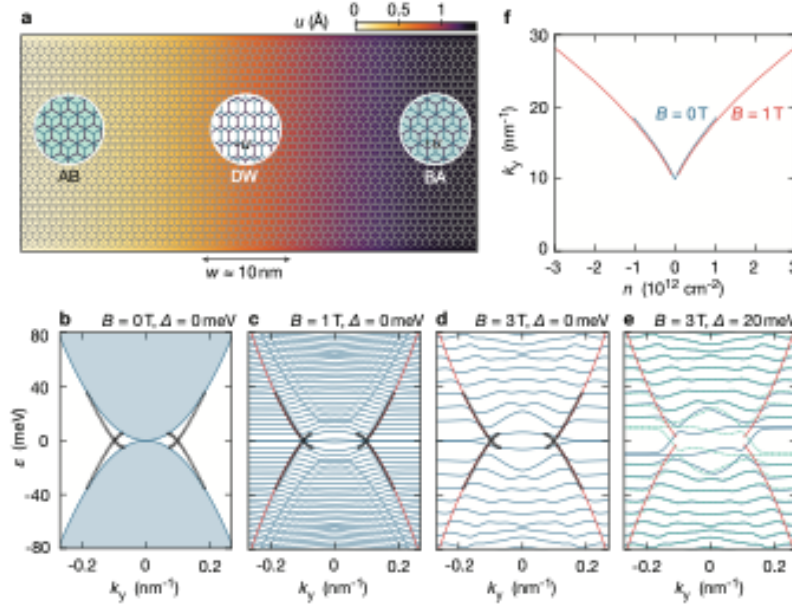 a
u (Å)
0 0.5 1
AB
DW
BA
w ≃ 10 nm
f
30
20
10
0
k_y (nm⁻¹)
B = 0 T
B = 1 T
-3 -2 -1 0 1 2 3
n (10¹² cm⁻²)
b B = 0 T, Δ = 0 meV
c B = 1 T, Δ = 0 meV
d B = 3 T, Δ = 0 meV
e B = 3 T, Δ = 20 meV
80
40
0
-40
-80
ε (meV)
-0.2 0 0.2
k_y (nm⁻¹)
-0.2 0 0.2
k_y (nm⁻¹)
-0.2 0 0.2
k_y (nm⁻¹)
-0.2 0 0.2
k_y (nm⁻¹)